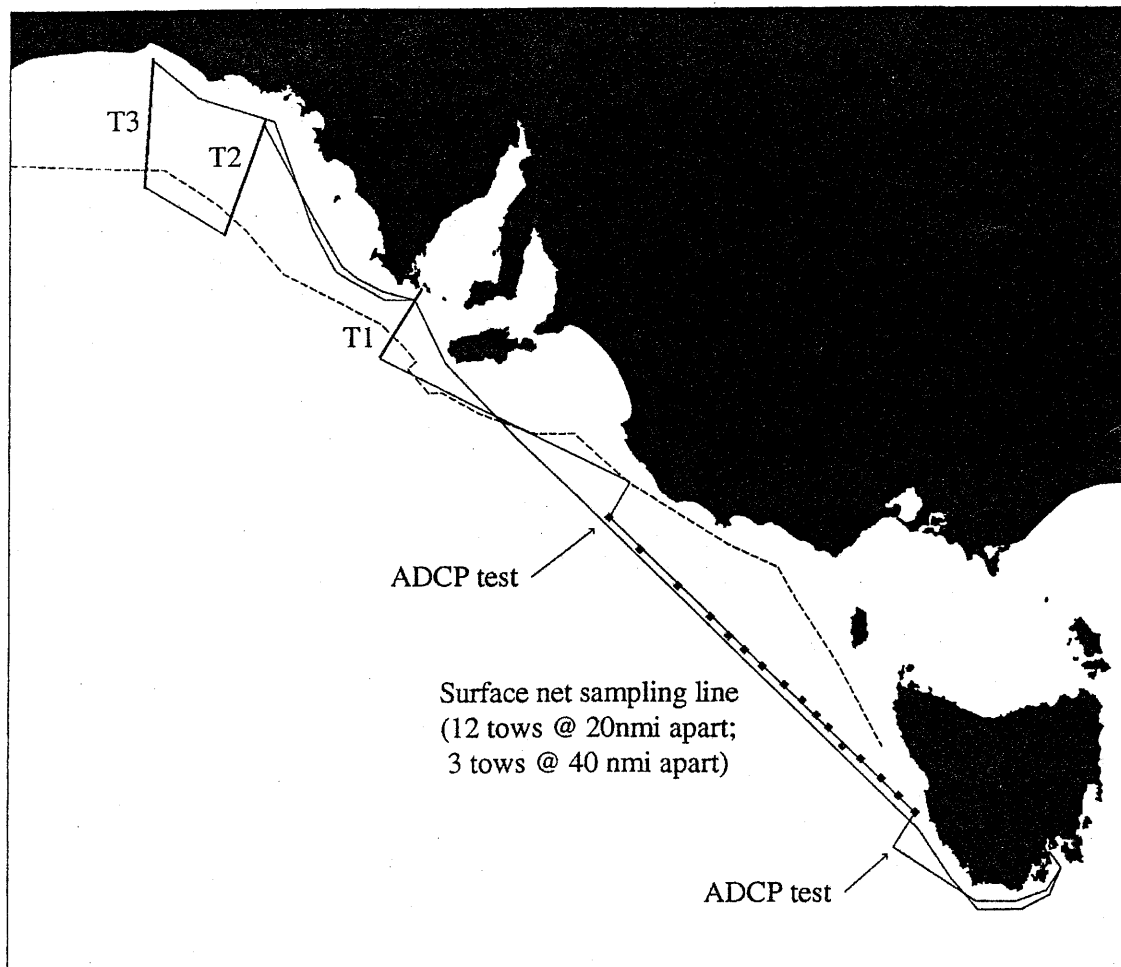 T3
T2
T1
ADCP test
Surface net sampling line
(12 tows @ 20nmi apart;
3 tows @ 40 nmi apart)
ADCP test